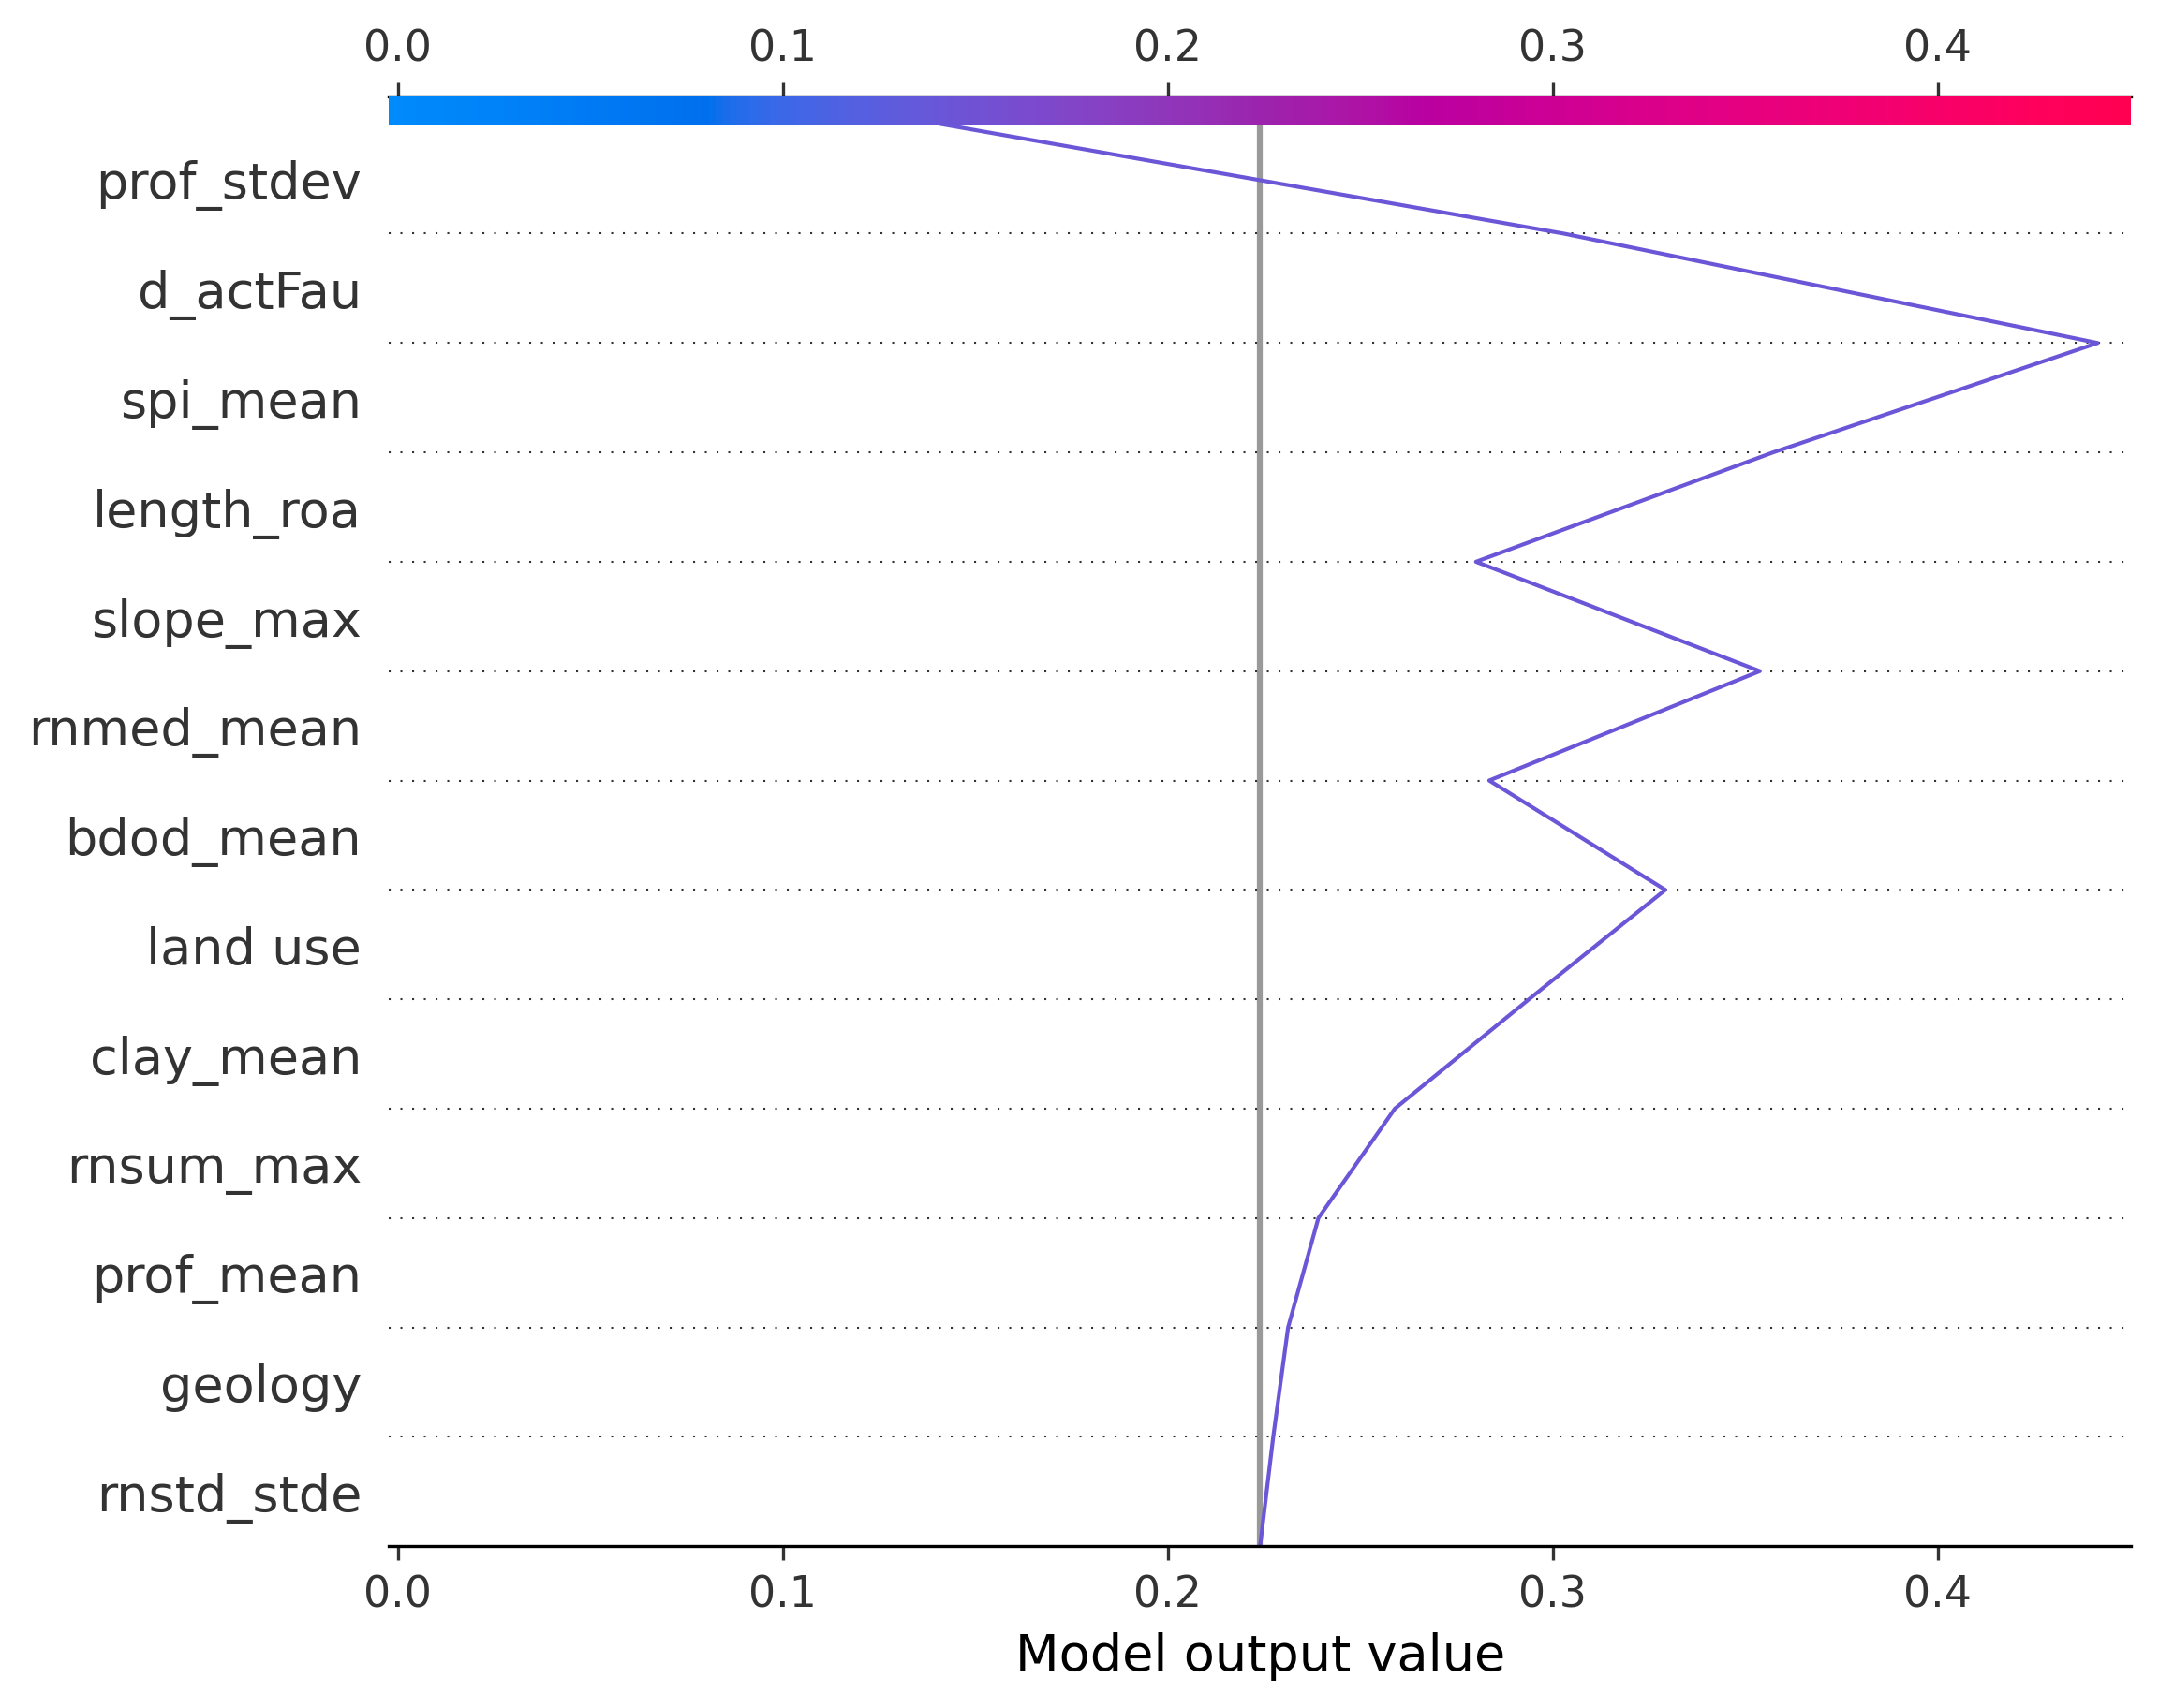 0.0 0.1 0.2 0.3 0.4
prof_stdev
d_actFau
spi_mean
length_roa
slope_max
rnmed_mean
bdod_mean
land use
clay_mean
rnsum_max
prof_mean
geology
rnstd_stde
0.0 0.1 0.2 0.3 0.4
Model output value